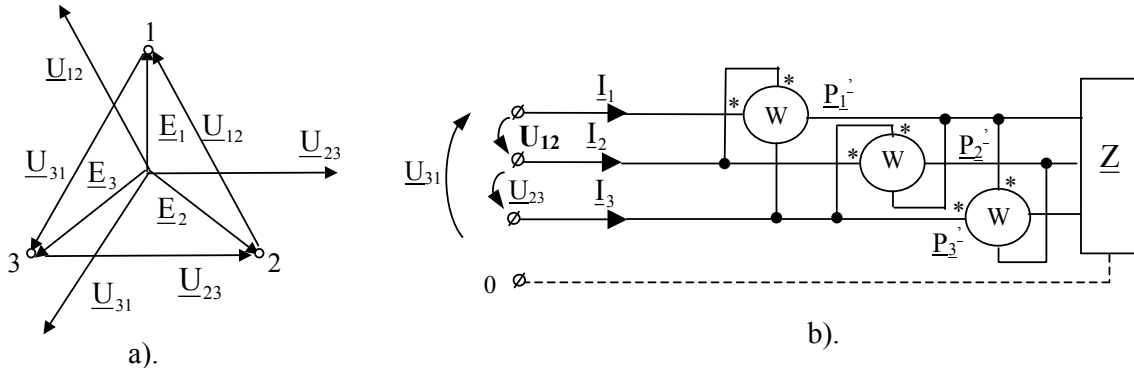 1
U12
E1
U12
U23
U31
E3
E2
3
2
U23
U31
a).
I1
*
*
W
P1'
U12
I2
*
*
W
P2'
Z
U31
U23
I3
*
*
W
P3'
0
b).